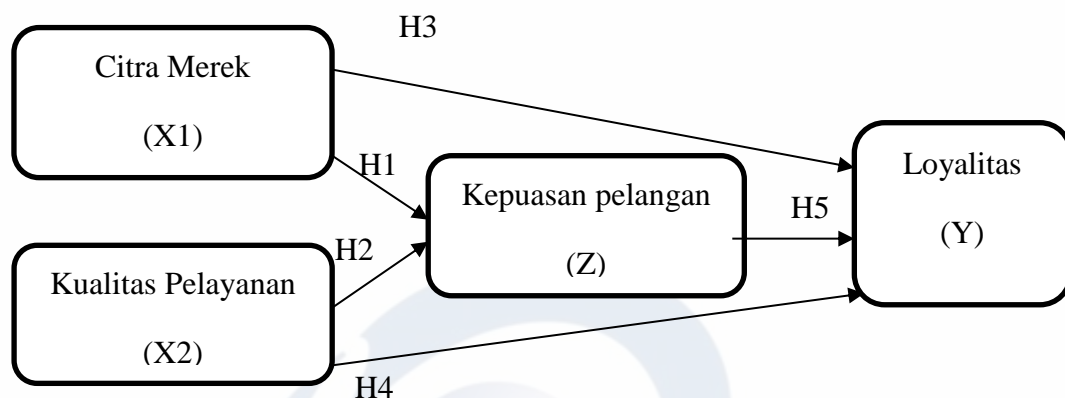 H3
Citra Merek
(X1)
H1
Loyalitas
(Y)
Kepuasan pelangan
(Z)
H5
H2
Kualitas Pelayanan
(X2)
H4